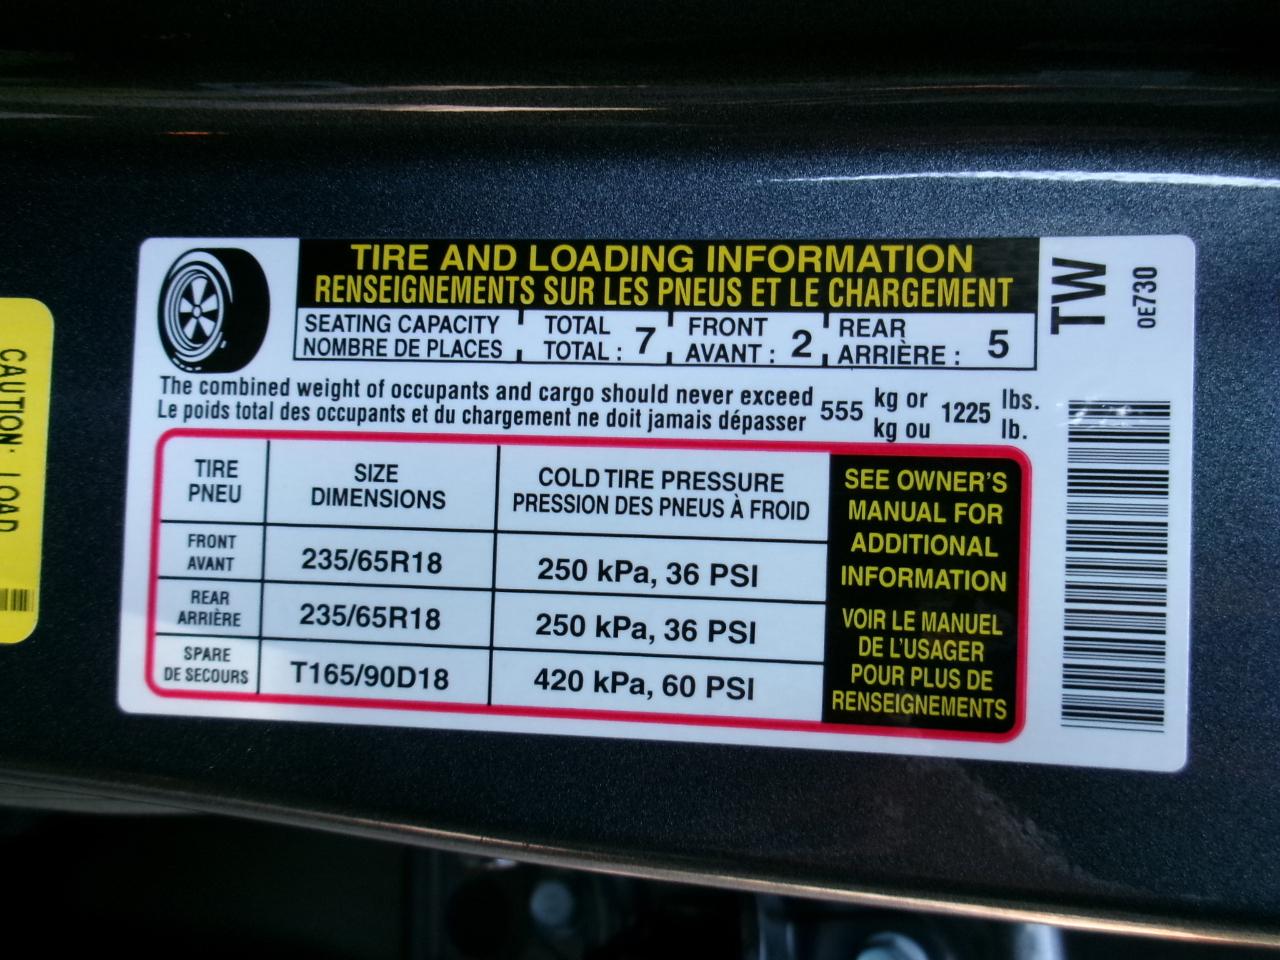 TIRE AND LOADING INFORMATION
RENSEIGNEMENTS SUR LES PNEUS ET LE CHARGEMENT
SEATING CAPACITY TOTAL FRONT REAR
NOMBRE DE PLACES TOTAL : 7 AVANT : 2 ARRIÈRE : 5
The combined weight of occupants and cargo should never exceed 555 kg or 1225 lbs.
Le poids total des occupants et du chargement ne doit jamais dépasser kg ou lb.
TIRE SIZE COLD TIRE PRESSURE
PNEU DIMENSIONS PRESSION DES PNEUS À FROID
FRONT
AVANT 235/65R18 250 kPa, 36 PSI
REAR
ARRIÈRE 235/65R18 250 kPa, 36 PSI
SPARE
DE SECOURS T165/90D18 420 kPa, 60 PSI
SEE OWNER'S
MANUAL FOR
ADDITIONAL
INFORMATION
VOIR LE MANUEL
DE L'USAGER
POUR PLUS DE
RENSEIGNEMENTS
TW
OE730
CAUTION: LOAD